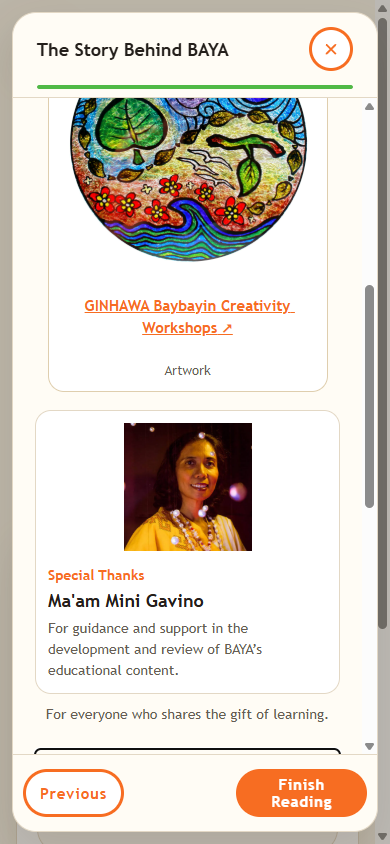 The Story Behind BAYA
✕
GINHAWA Baybayin Creativity
Workshops ↗
Artwork
Special Thanks
Ma'am Mini Gavino
For guidance and support in the
development and review of BAYA’s
educational content.
For everyone who shares the gift of learning.
Previous
Finish
Reading